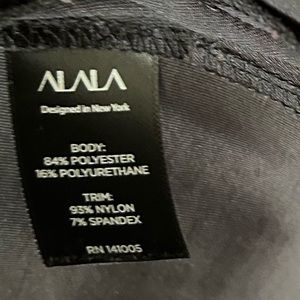 ALALA
Designed in New York
BODY:
84% POLYESTER
16% POLYURETHANE
TRIM:
93% NYLON
7% SPANDEX
RN 141005